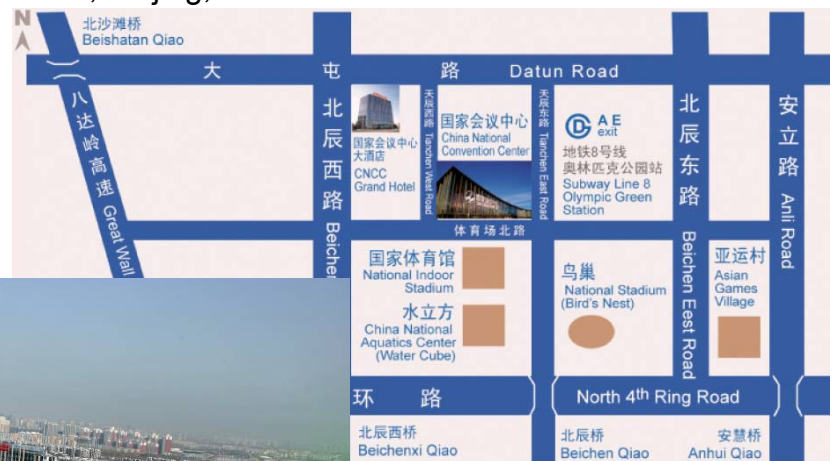 N
北沙滩桥
Beishatan Qiao
大 屯 路 Datun Road
八达岭高速 Great Wall
北辰西路 Beichen
国家会议中心
大酒店
CNCC
Grand Hotel
天辰西路 Tianchen West Road
国家会议中心
China National
Convention Center
天辰东路 Tianchen East Road
A E
exit
地铁8号线
奥林匹克公园站
Subway Line 8
Olympic Green
Station
北辰东路 Beichen Eest Road
安立路 Anli Road
体育场北路
国家体育馆
National Indoor
Stadium
水立方
China National
Aquatics Center
(Water Cube)
鸟巢
National Stadium
(Bird's Nest)
亚运村
Asian
Games
Village
环 路 North 4th Ring Road
北辰西桥
Beichenxi Qiao
北辰桥
Beichen Qiao
安慧桥
Anhui Qiao